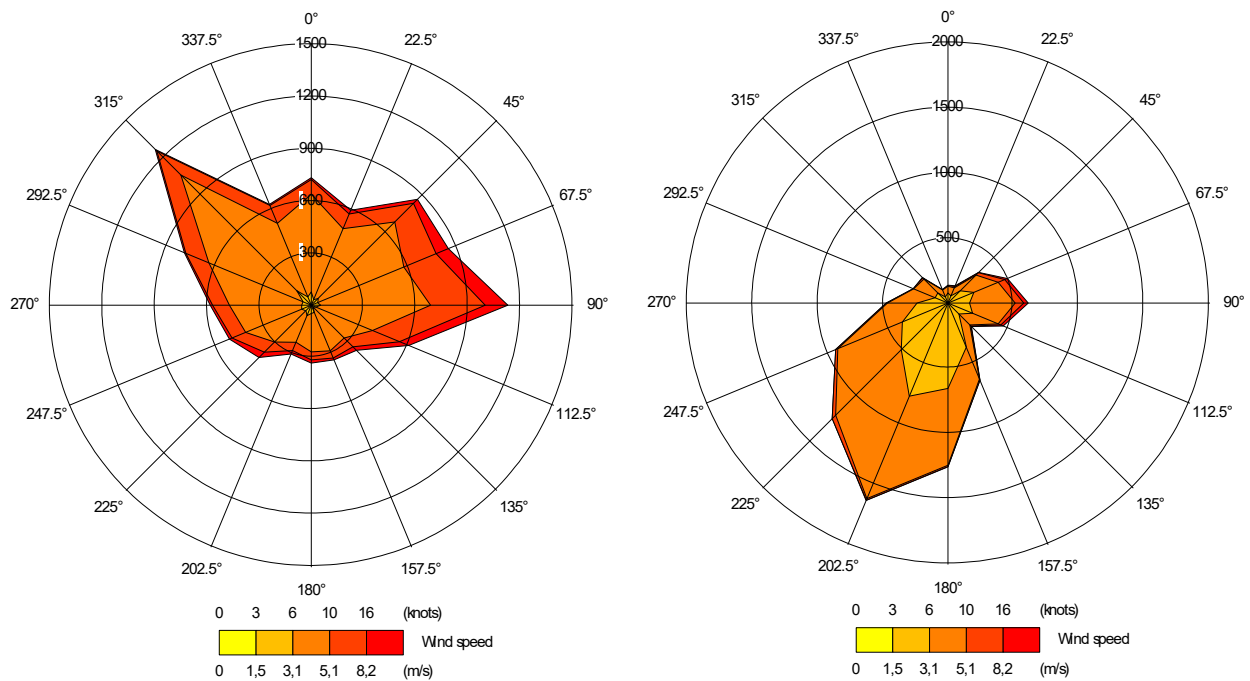 0°
337.5° 22.5°
1500
315° 45°
1200
292.5° 900 67.5°
600
300
270° 90°
247.5° 112.5°
225° 135°
202.5° 157.5°
180°
0 3 6 10 16 (knots)
Wind speed
0 1,5 3,1 5,1 8,2 (m/s)
0°
2000
337.5° 22.5°
315° 1500 45°
292.5° 1000 67.5°
500
270° 90°
247.5° 112.5°
225° 135°
202.5° 157.5°
180°
0 3 6 10 16 (knots)
Wind speed
0 1,5 3,1 5,1 8,2 (m/s)